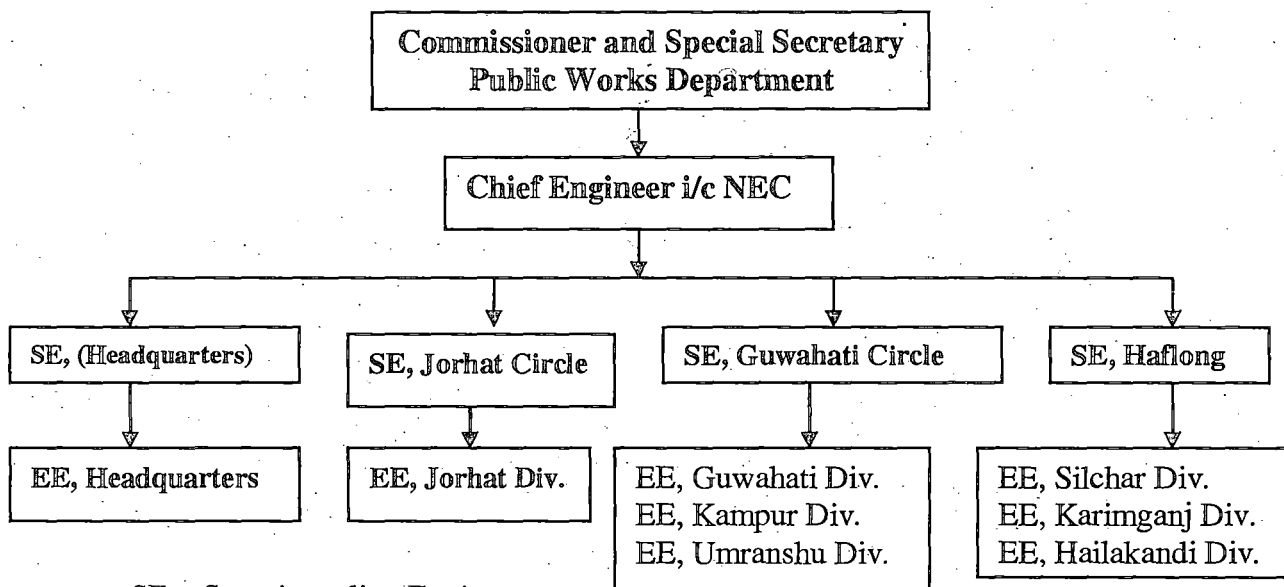 Commissioner and Special Secretary
Public Works Department
Chief Engineer i/c NEC
SE, (Headquarters)
SE, Jorhat Circle
SE, Guwahati Circle
SE, Haflong
EE, Headquarters
EE, Jorhat Div.
EE, Guwahati Div.
EE, Kampur Div.
EE, Umranshu Div.
EE, Silchar Div.
EE, Karimganj Div.
EE, Hailakandi Div.